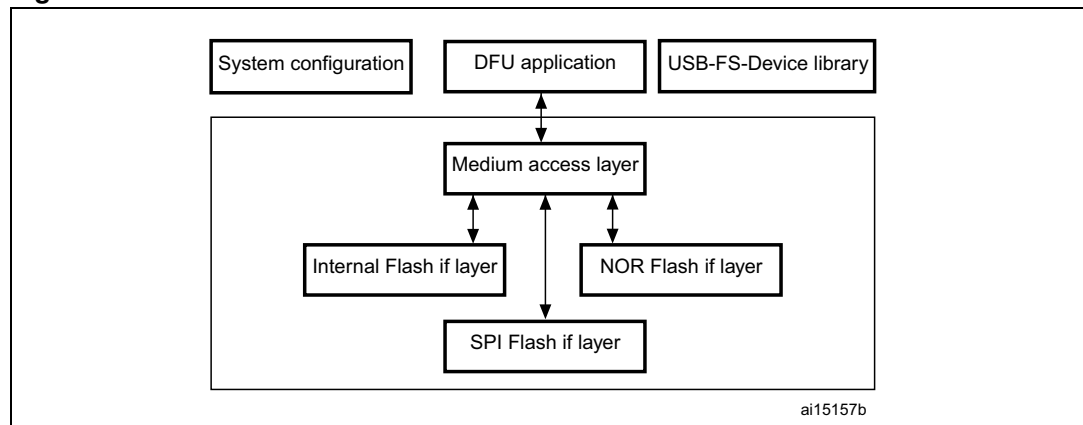 System configuration
DFU application
USB-FS-Device library
Medium access layer
Internal Flash if layer
NOR Flash if layer
SPI Flash if layer
ai15157b